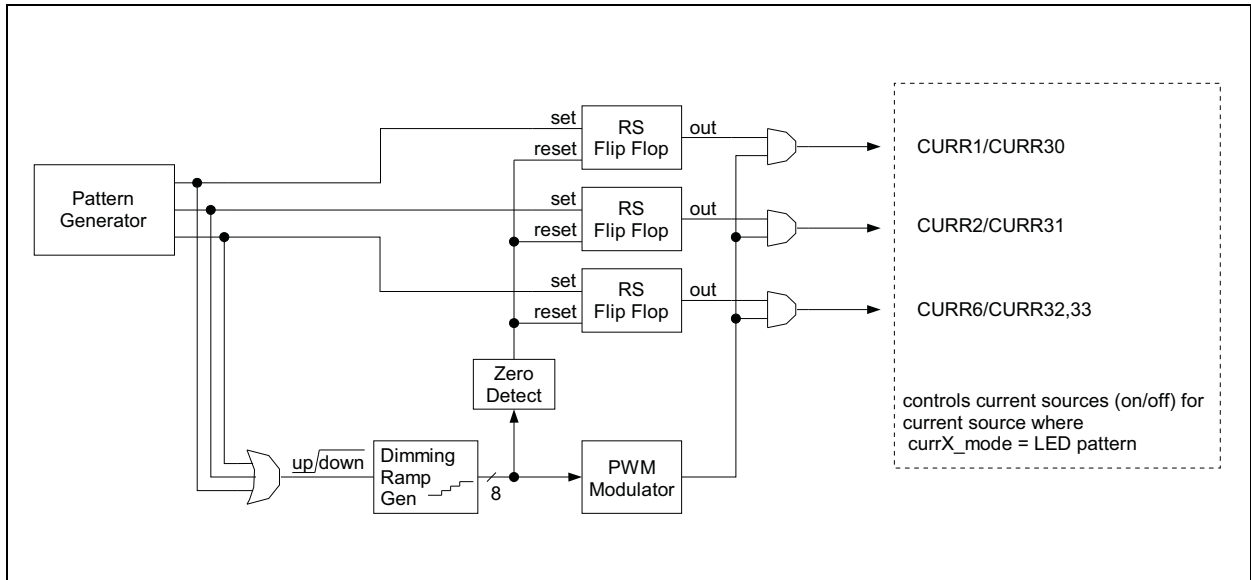 set
RS
Flip Flop
out
reset
CURR1/CURR30
Pattern
Generator
set
RS
Flip Flop
out
reset
CURR2/CURR31
set
RS
Flip Flop
out
reset
CURR6/CURR32,33
Zero
Detect
controls current sources (on/off) for
current source where
currX_mode = LED pattern
up/down
Dimming
Ramp
Gen
8
PWM
Modulator